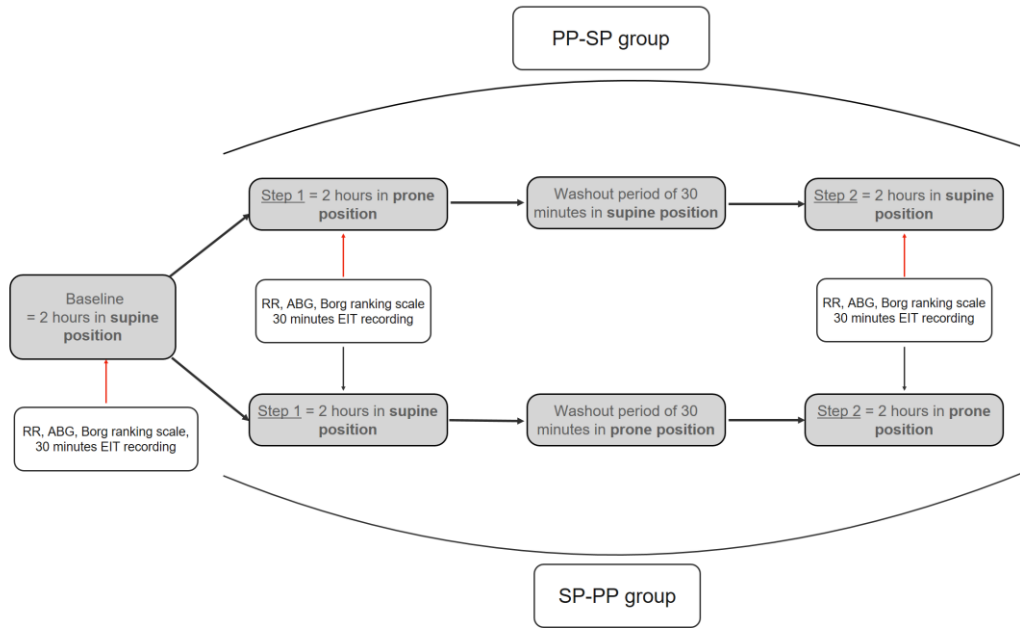 PP-SP group
Step 1 = 2 hours in prone
position
Washout period of 30
minutes in supine position
Step 2 = 2 hours in supine
position
Baseline
= 2 hours in supine
position
RR, ABG, Borg ranking scale
30 minutes EIT recording
RR, ABG, Borg ranking scale
30 minutes EIT recording
RR, ABG, Borg ranking scale,
30 minutes EIT recording
Step 1 = 2 hours in supine
position
Washout period of 30
minutes in prone position
Step 2 = 2 hours in prone
position
SP-PP group